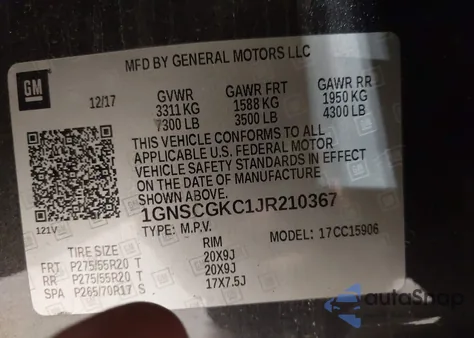 MFD BY GENERAL MOTORS LLC
GM
12/17
GVWR GAWR FRT GAWR RR
3311 KG 1588 KG 1950 KG
7300 LB 3500 LB 4300 LB
THIS VEHICLE CONFORMS TO ALL
APPLICABLE U.S. FEDERAL MOTOR
VEHICLE SAFETY STANDARDS IN EFFECT
ON THE DATE OF MANUFACTURE
SHOWN ABOVE.
1GNSCGKC1JR210367
121V
TYPE: M.P.V. MODEL: 17CC15906
TIRE SIZE RIM
FRT P275/55R20 T 20X9J
RR P275/55R20 T 20X9J
SPA P265/70R17 S 17X7.5J
autaShop